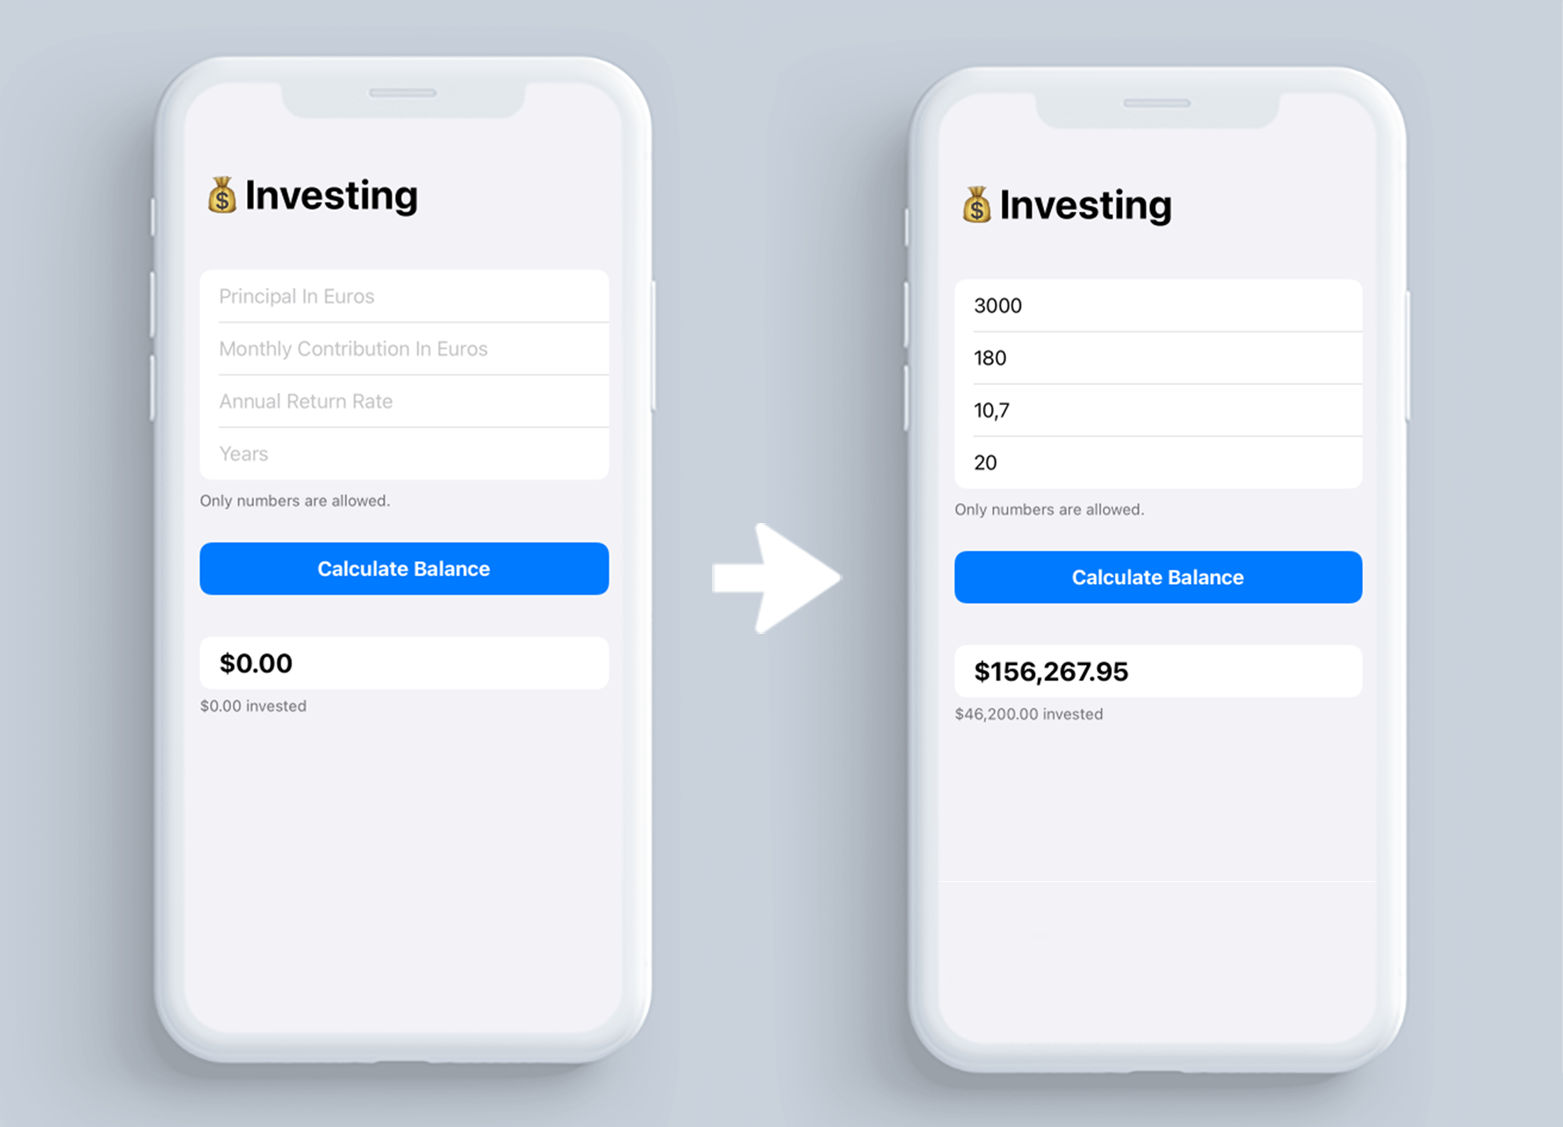 💰 Investing
Principal In Euros
Monthly Contribution In Euros
Annual Return Rate
Years
Only numbers are allowed.
Calculate Balance
$0.00
$0.00 invested
💰 Investing
3000
180
10,7
20
Only numbers are allowed.
Calculate Balance
$156,267.95
$46,200.00 invested